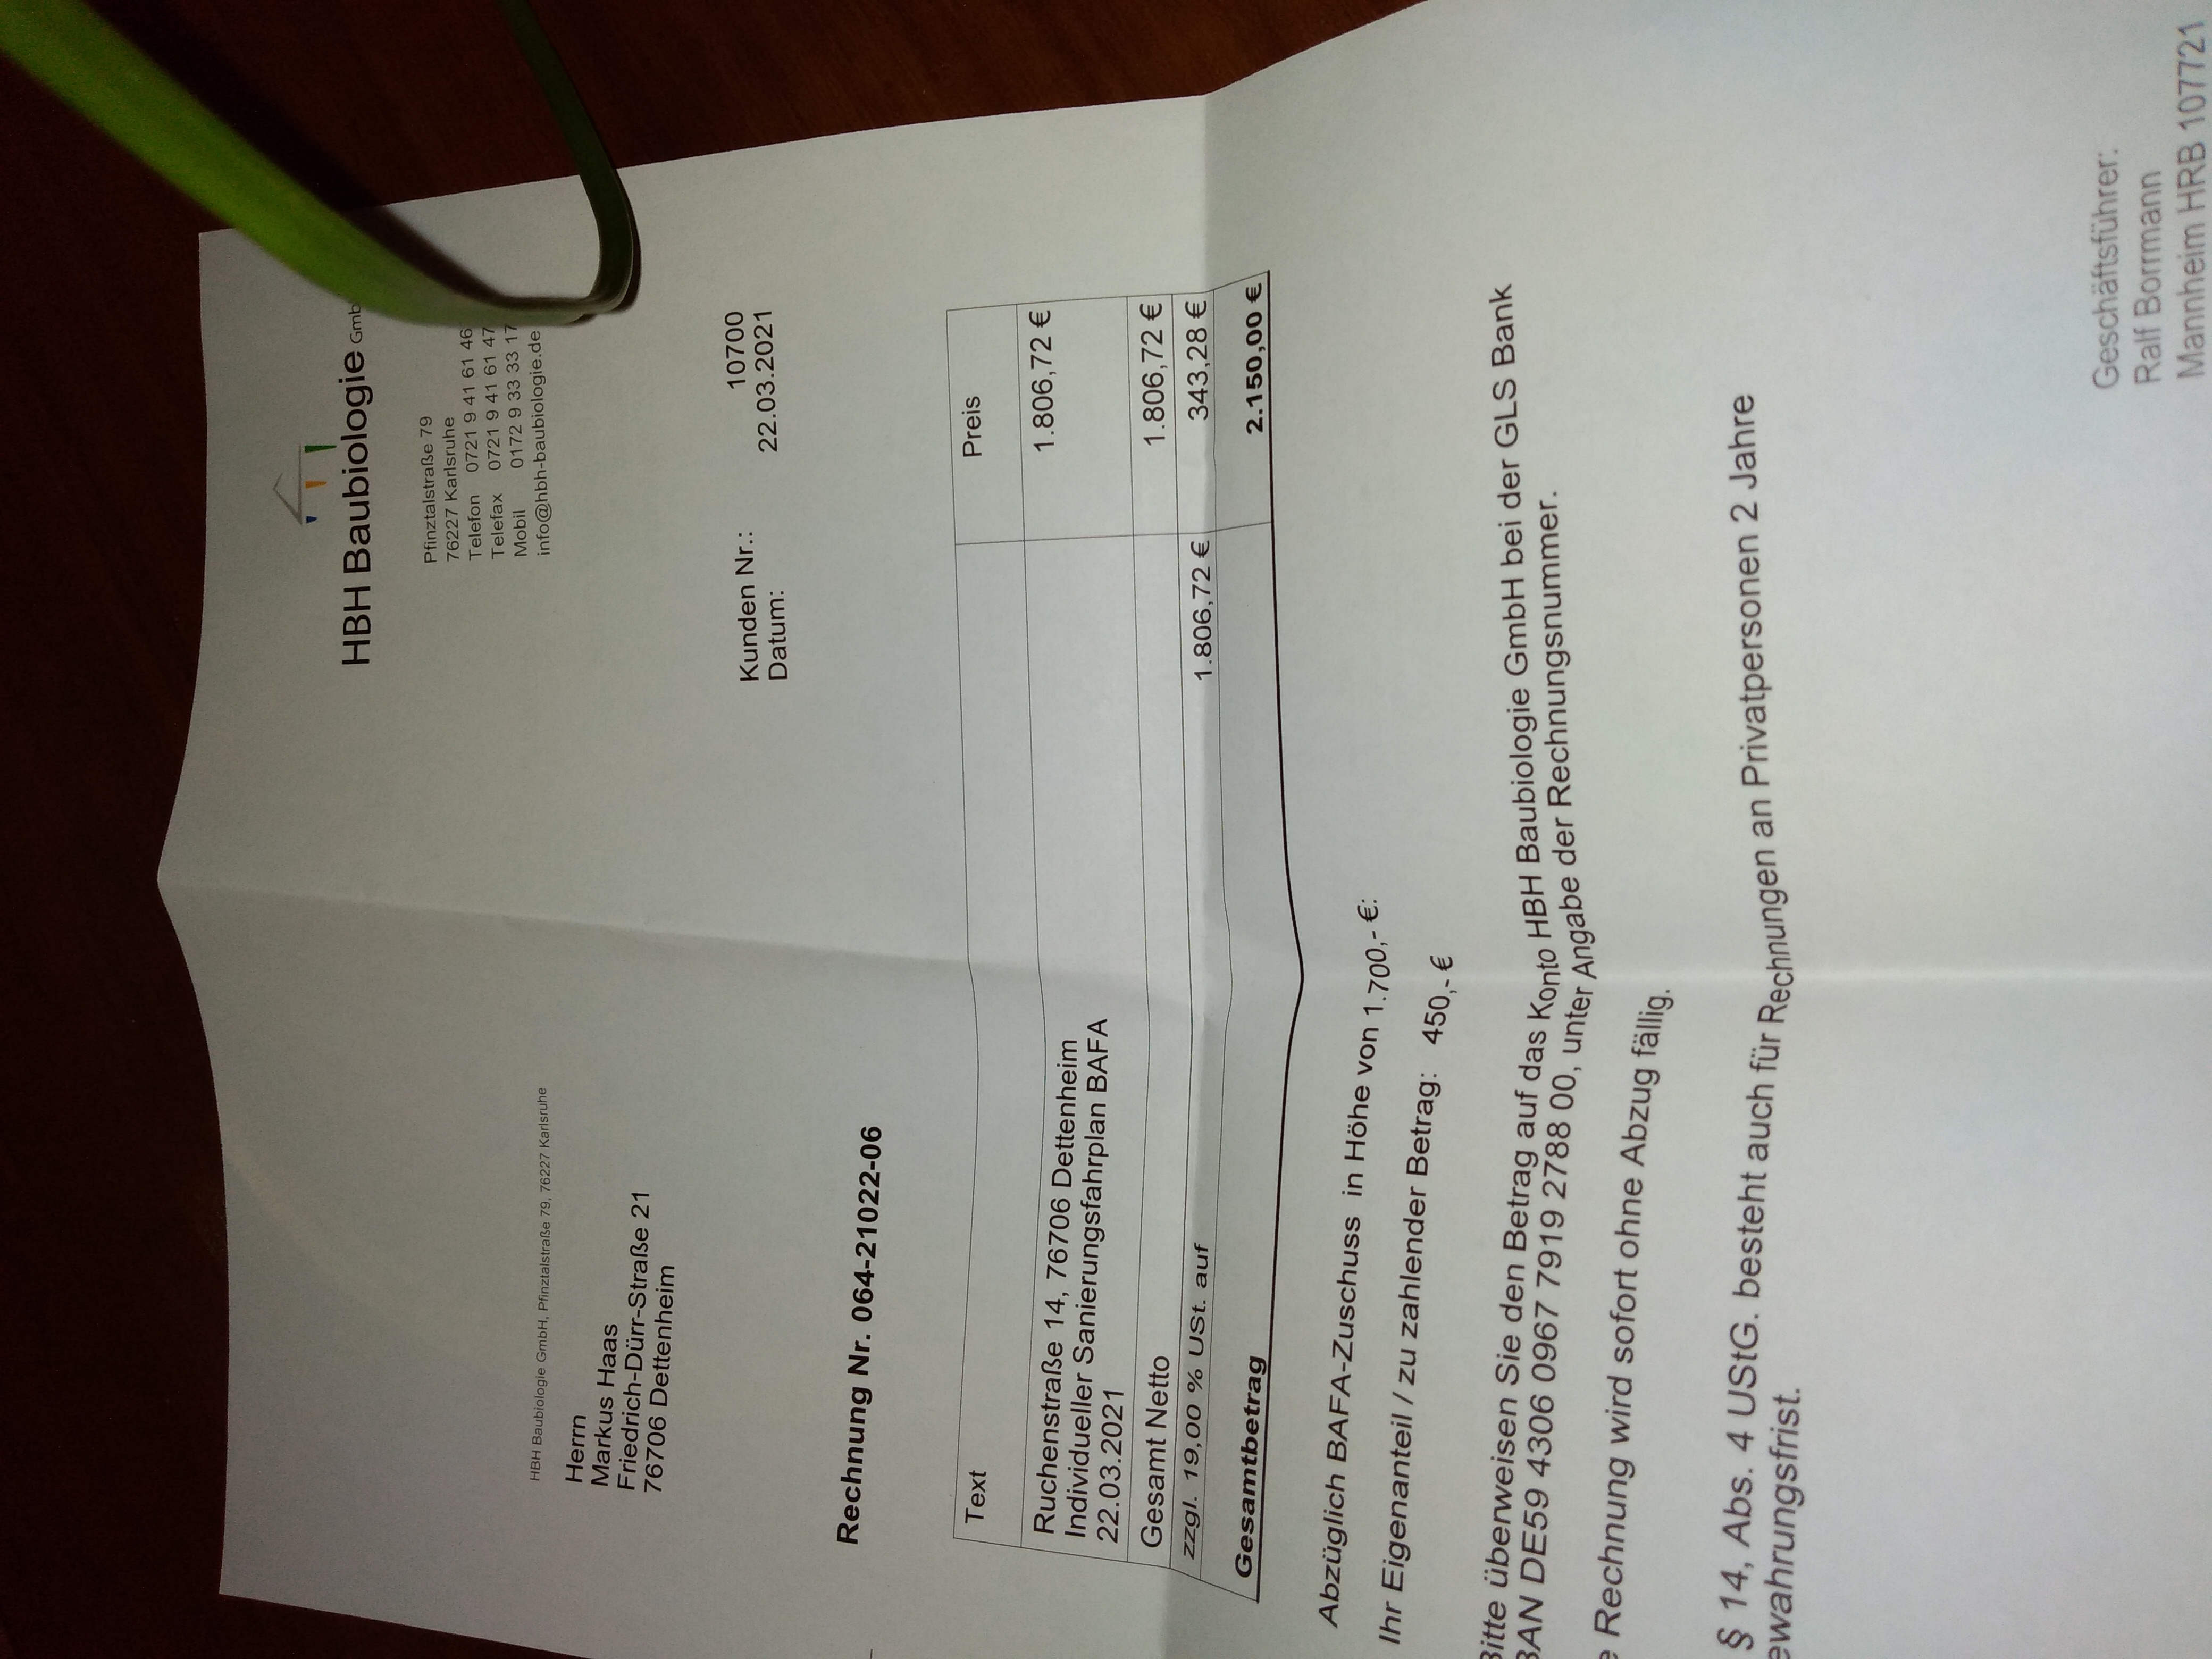 HBH Baubiologie Gmb
Pfinztalstraße 79
76227 Karlsruhe
Telefon 0721 9 41 61 46
Telefax 0721 9 41 61 47
Mobil 0172 9 33 33 17
info@hbh-baubiologie.de
HBH Baubiologie GmbH, Pfinztalstraße 79, 76227 Karlsruhe
Herrn
Markus Haas
Friedrich-Dürr-Straße 21
76706 Dettenheim
Kunden Nr.: 10700
Datum: 22.03.2021
Rechnung Nr. 064-21022-06
Text Preis
Ruchenstraße 14, 76706 Dettenheim 1.806,72 €
Individueller Sanierungsfahrplan BAFA
22.03.2021
Gesamt Netto 1.806,72 €
zzgl. 19,00 % USt. auf 1.806,72 € 343,28 €
Gesamtbetrag 2.150,00 €
Abzüglich BAFA-Zuschuss in Höhe von 1.700,- €:
Ihr Eigenanteil / zu zahlender Betrag: 450,- €
Bitte überweisen Sie den Betrag auf das Konto HBH Baubiologie GmbH bei der GLS Bank
BAN DE59 4306 0967 7919 2788 00, unter Angabe der Rechnungsnummer.
e Rechnung wird sofort ohne Abzug fällig.
§ 14, Abs. 4 UStG. besteht auch für Rechnungen an Privatpersonen 2 Jahre
ewahrungsfrist.
Geschäftsführer:
Ralf Borrmann
Mannheim HRB 107721